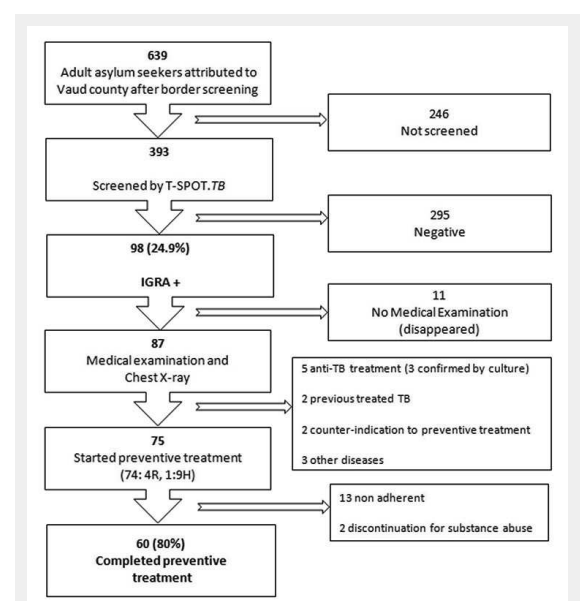 639
Adult asylum seekers attributed to
Vaud county after border screening
246
Not screened
393
Screened by T-SPOT.TB
295
Negative
98 (24.9%)
IGRA +
11
No Medical Examination
(disappeared)
87
Medical examination and
Chest X-ray
5 anti-TB treatment (3 confirmed by culture)
2 previous treated TB
2 counter-indication to preventive treatment
3 other diseases
75
Started preventive treatment
(74: 4R, 1:9H)
13 non adherent
2 discontinuation for substance abuse
60 (80%)
Completed preventive
treatment